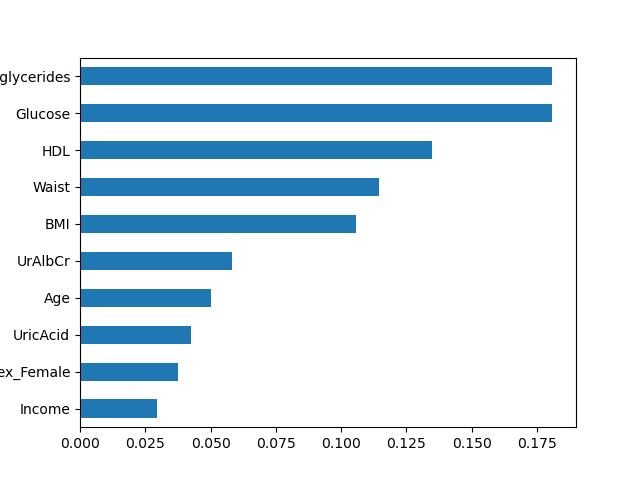 glycerides
Glucose
HDL
Waist
BMI
UrAlbCr
Age
UricAcid
ex_Female
Income
0.000 0.025 0.050 0.075 0.100 0.125 0.150 0.175